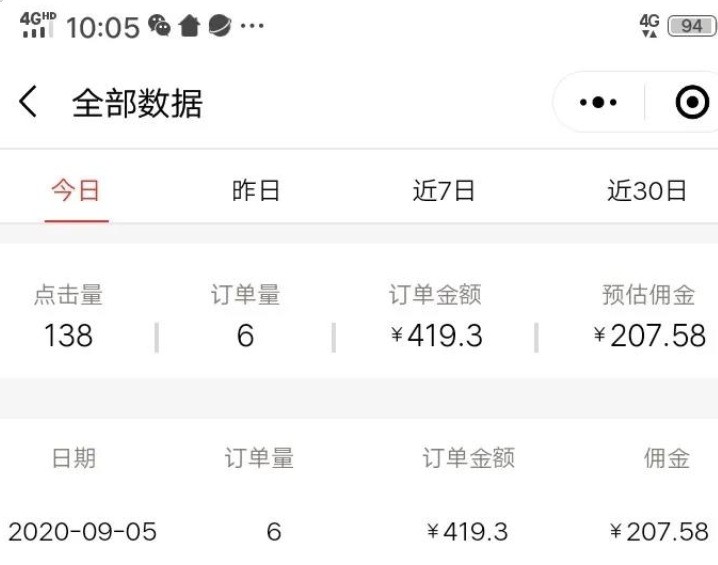 4GHD 10:05 ··· 4G 94
全部数据
今日 昨日 近7日 近30日
点击量 订单量 订单金额 预估佣金
138 6 ¥419.3 ¥207.58
日期 订单量 订单金额 佣金
2020-09-05 6 ¥419.3 ¥207.58